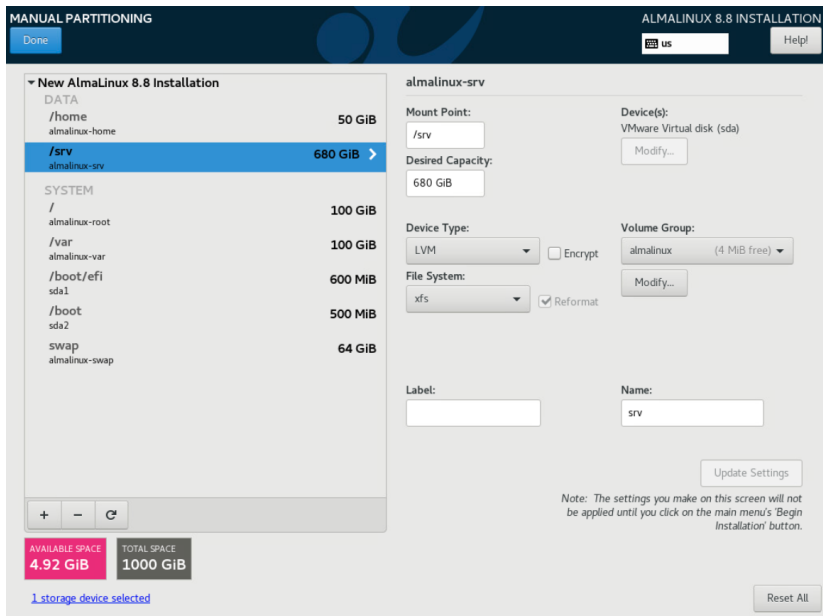 MANUAL PARTITIONING
ALMALINUX 8.8 INSTALLATION
Done
us
Help!
New AlmaLinux 8.8 Installation
DATA
/home
50 GiB
almalinux-home
/srv
680 GiB
almalinux-srv
SYSTEM
/
100 GiB
almalinux-root
/var
100 GiB
almalinux-var
/boot/efi
600 MiB
sda1
/boot
500 MiB
sda2
swap
64 GiB
almalinux-swap
+ −
AVAILABLE SPACE
4.92 GiB
TOTAL SPACE
1000 GiB
1 storage device selected
almalinux-srv
Mount Point:
/srv
Device(s):
VMware Virtual disk (sda)
Modify...
Desired Capacity:
680 GiB
Device Type:
LVM
Encrypt
Volume Group:
almalinux (4 MiB free)
Modify...
File System:
xfs
Reformat
Label:
Name:
srv
Update Settings
Note: The settings you make on this screen will not
be applied until you click on the main menu's 'Begin
Installation' button.
Reset All